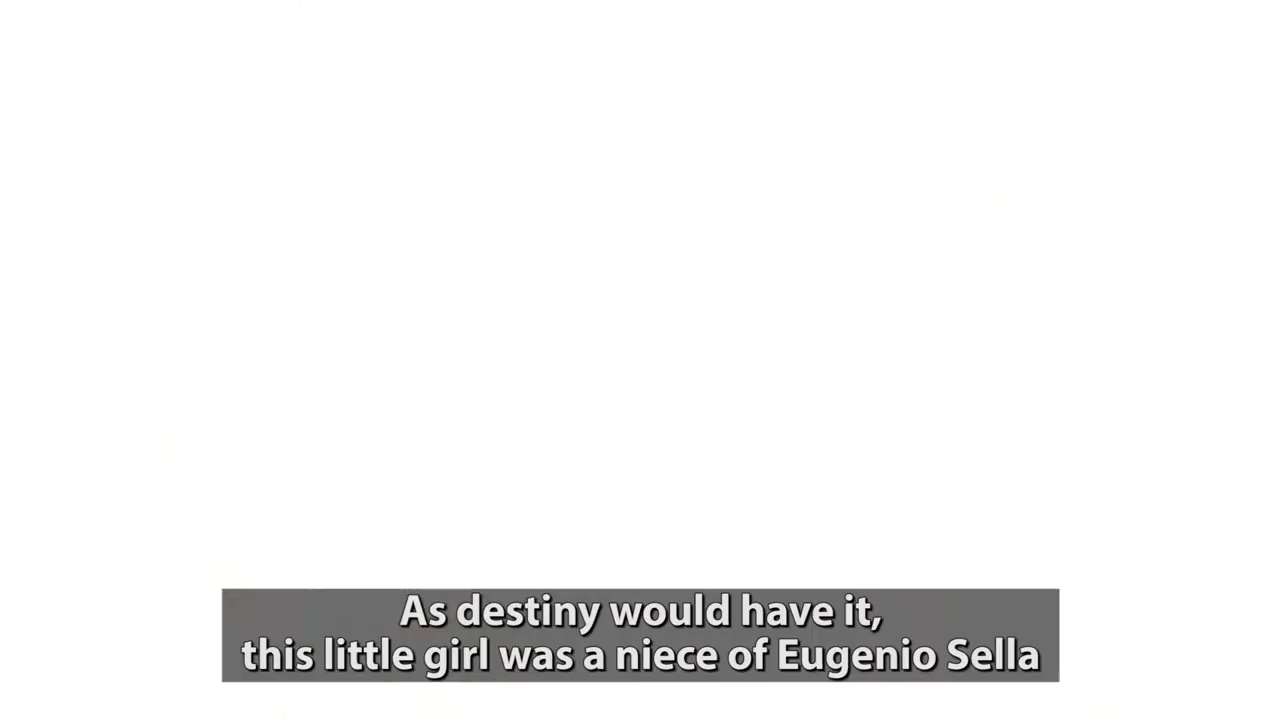 As destiny would have it,
this little girl was a niece of Eugenio Sella